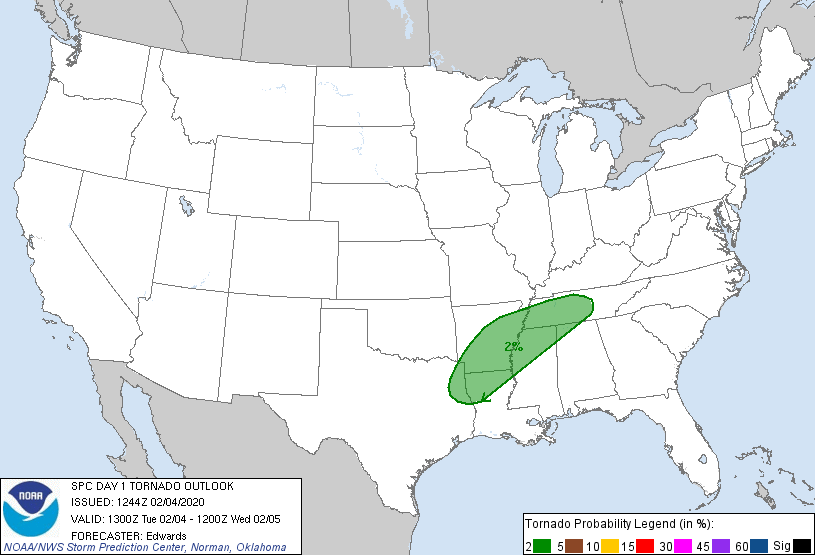 2%
NOAA
SPC DAY 1 TORNADO OUTLOOK
ISSUED: 1244Z 02/04/2020
VALID: 1300Z Tue 02/04 - 1200Z Wed 02/05
FORECASTER: Edwards
NOAA/NWS Storm Prediction Center, Norman, Oklahoma
Tornado Probability Legend (in %):
2 5 10 15 30 45 60 Sig